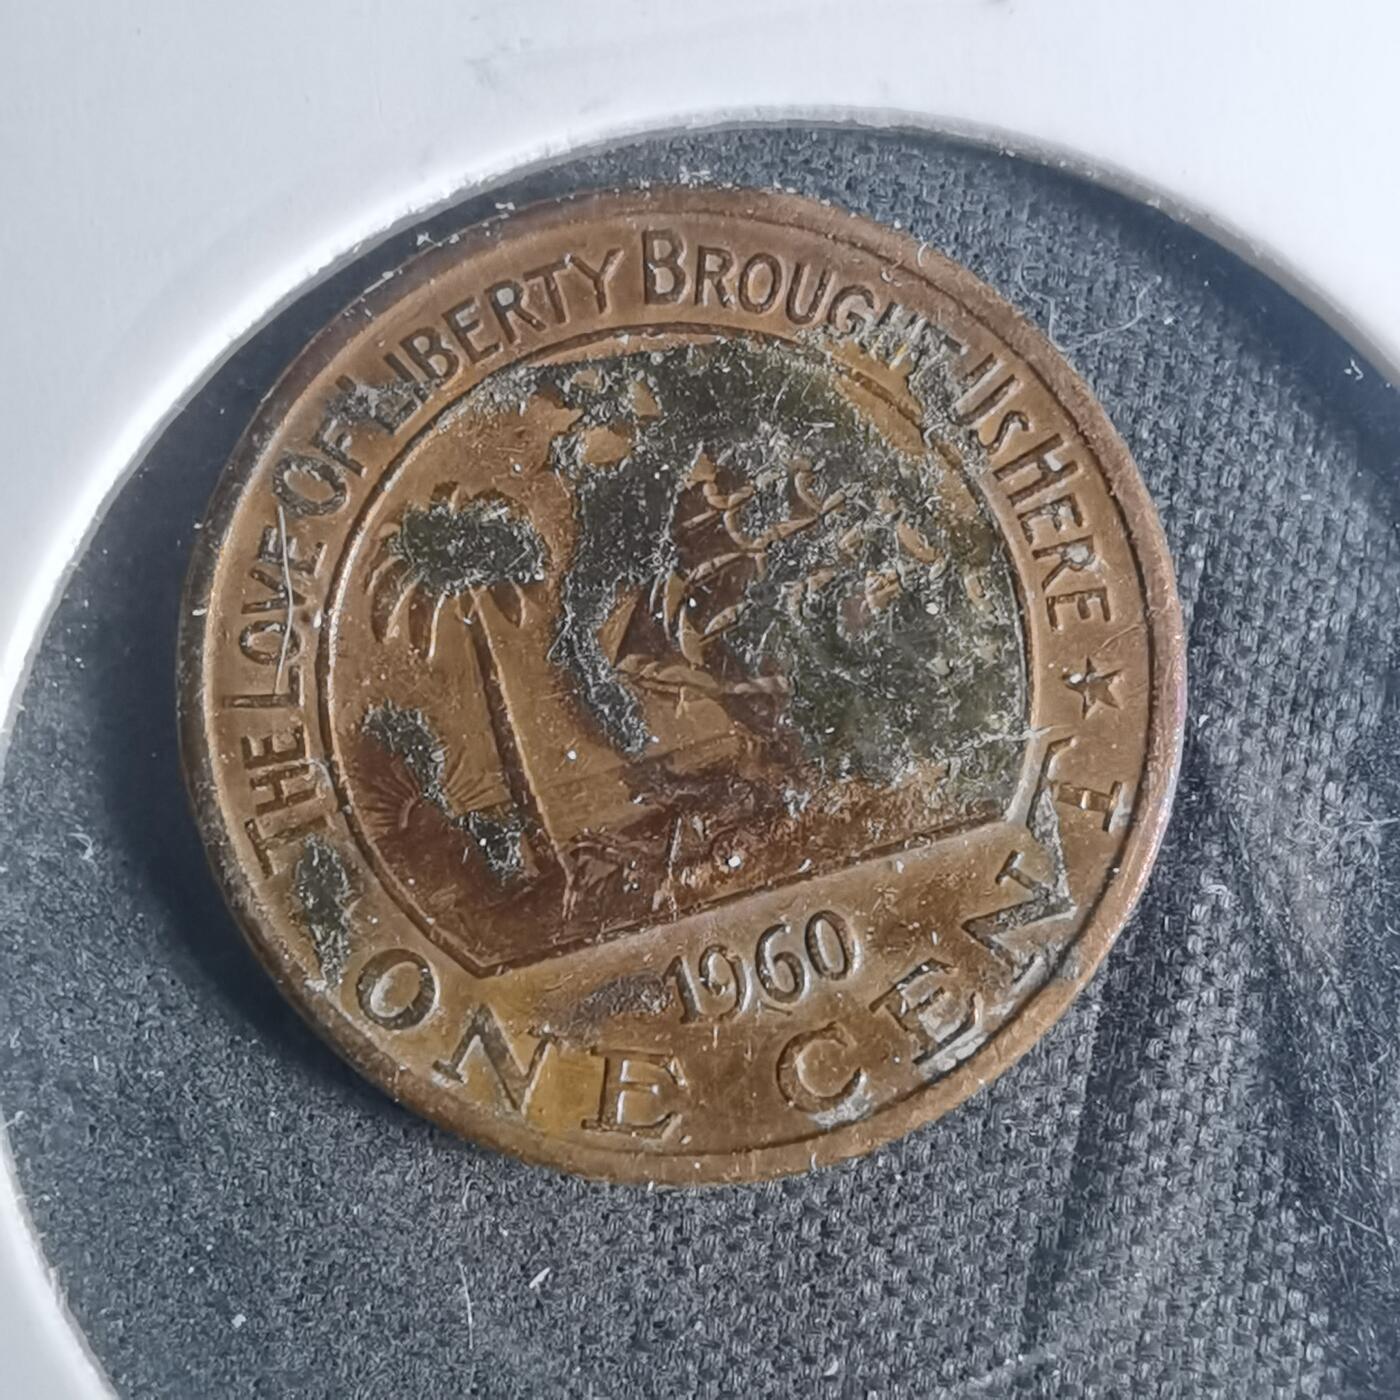 THE LOVE OF LIBERTY BROUGHT US HERE ★
1960
ONE CENT